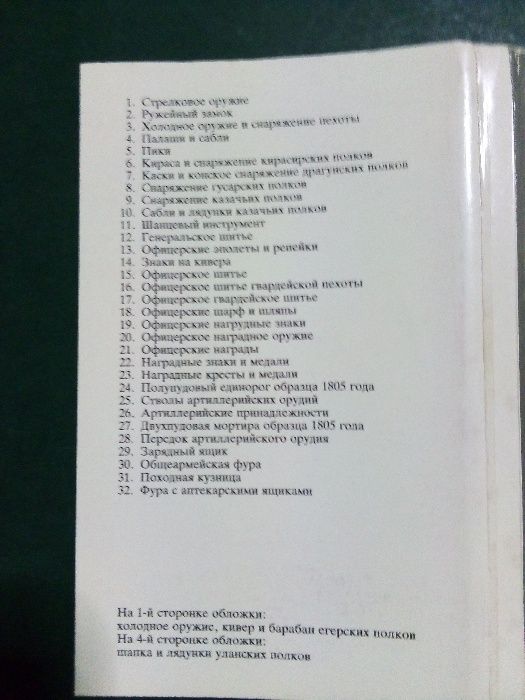 1. Стрелковое оружие
2. Ружейный замок
3. Холодное оружие и снаряжение пехоты
4. Палаши и сабли
5. Пики
6. Кираса и снаряжение кирасирских полков
7. Каски и конское снаряжение драгунских полков
8. Снаряжение гусарских полков
9. Снаряжение казачьих полков
10. Сабли и лядунки казачьих полков
11. Шанцевый инструмент
12. Генеральское шитье
13. Офицерские эполеты и репейки
14. Знаки на кивера
15. Офицерское шитье
16. Офицерское шитье гвардейской пехоты
17. Офицерское гвардейское шитье
18. Офицерские шарф и шляпы
19. Офицерские нагрудные знаки
20. Офицерское наградное оружие
21. Офицерские награды
22. Наградные знаки и медали
23. Наградные кресты и медали
24. Полупудовый единорог образца 1805 года
25. Стволы артиллерийских орудий
26. Артиллерийские принадлежности
27. Двухпудовая мортира образца 1805 года
28. Передок артиллерийского орудия
29. Зарядный ящик
30. Общеармейская фура
31. Походная кузница
32. Фура с аптекарскими ящиками
На 1-й сторонке обложки:
холодное оружие, кивер и барабан егерских полков
На 4-й сторонке обложки:
шапка и лядунки уланских полков